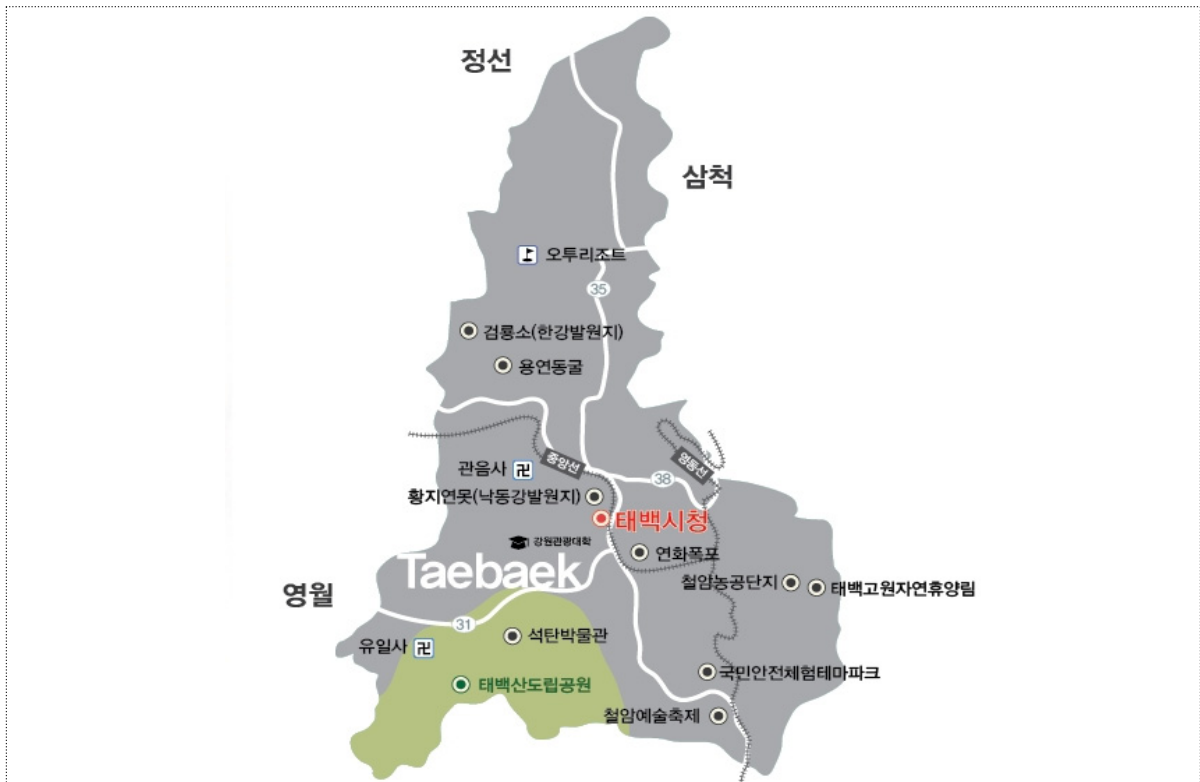 정선
삼척
오투리조트
35
검룡소(한강발원지)
용연동굴
중앙선
영동선
관음사
38
황지연못(낙동강발원지)
태백시청
강원관광대학
연화폭포
Taebaek
철암농공단지
태백고원자연휴양림
영월
31
석탄박물관
유일사
국민안전체험테마파크
태백산도립공원
철암예술축제